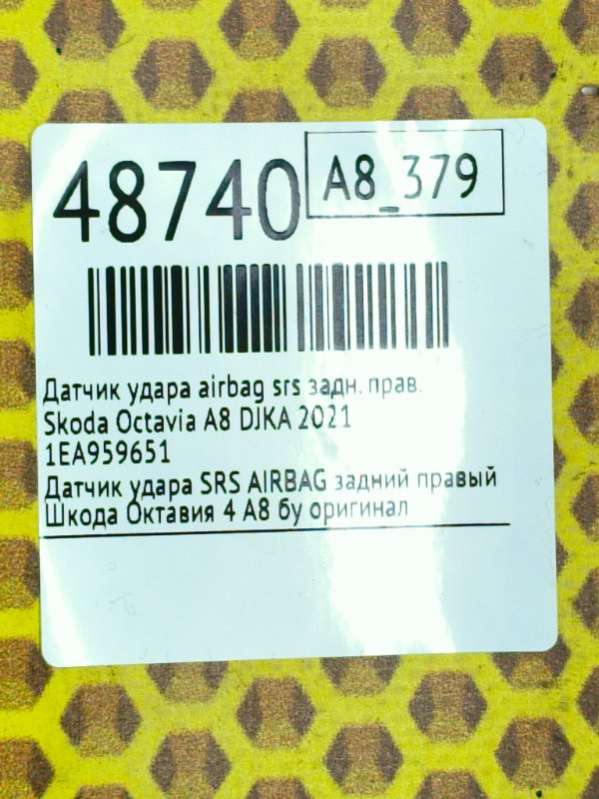 48740
A8_379
Датчик удара airbag srs задн. прав.
Skoda Octavia A8 DJKA 2021
1EA959651
Датчик удара SRS AIRBAG задний правый
Шкода Октавия 4 А8 бу оригинал